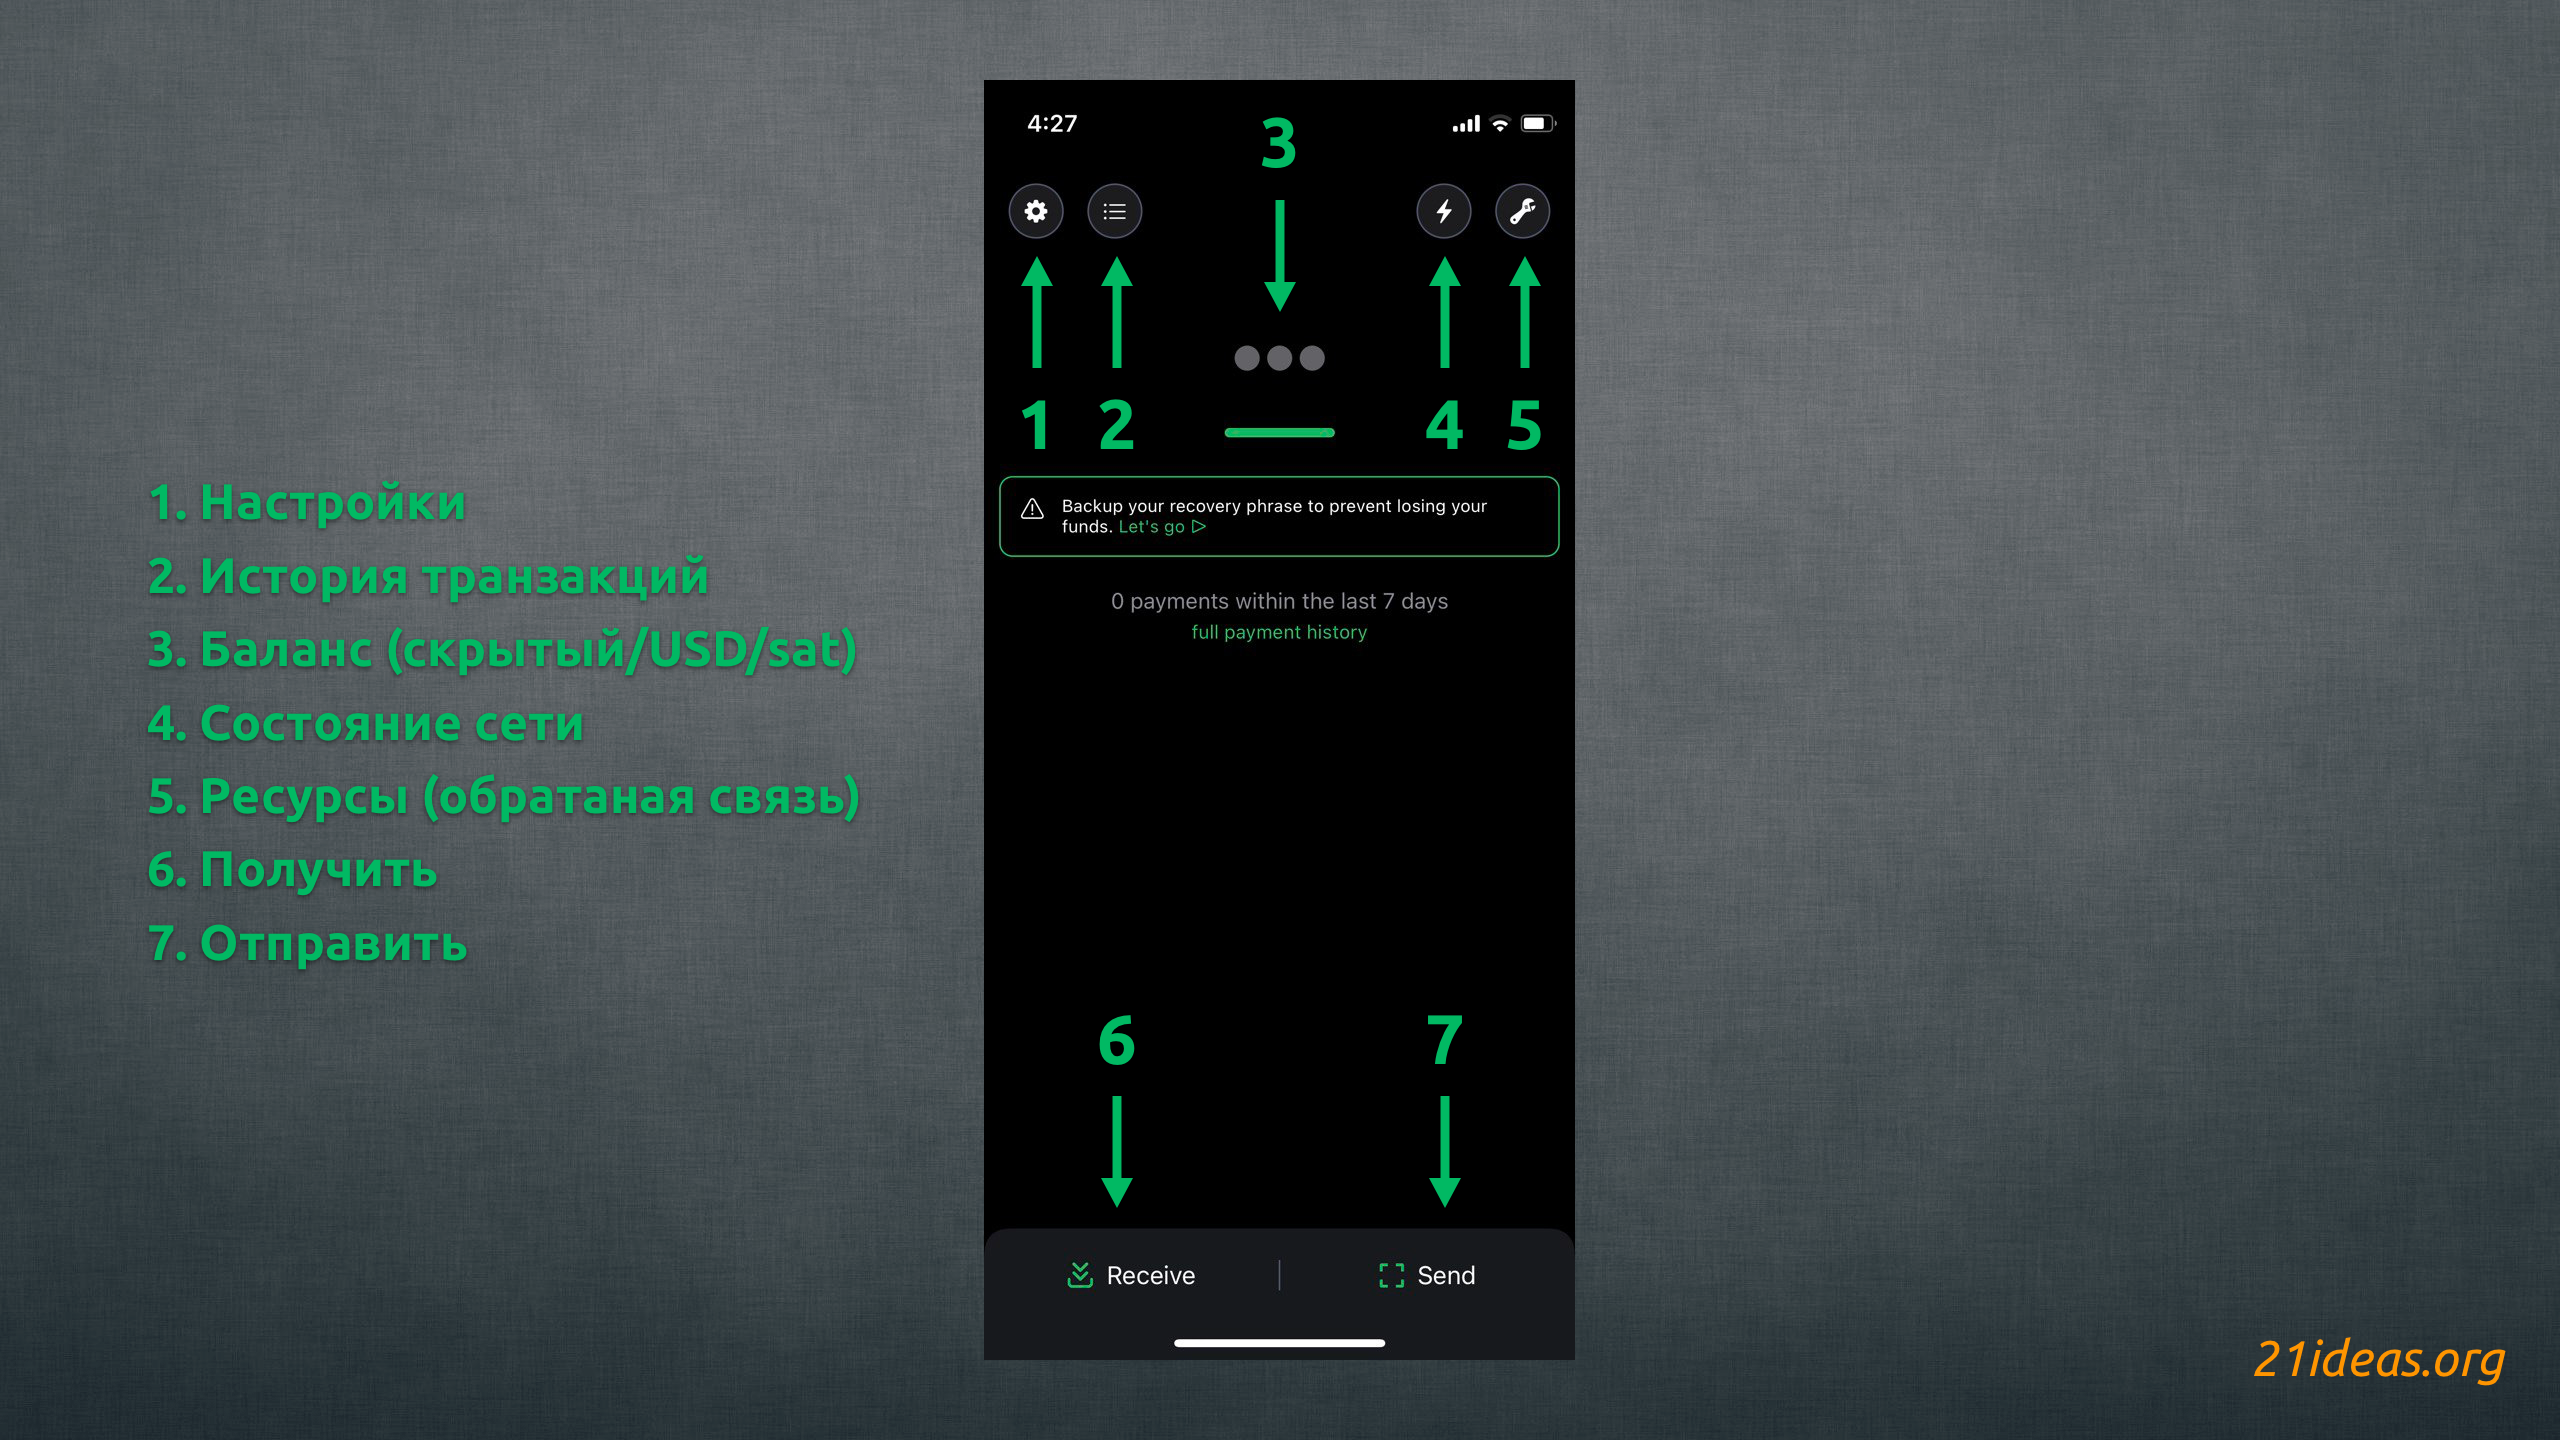 1. Настройки
2. История транзакций
3. Баланс (скрытый/USD/sat)
4. Состояние сети
5. Ресурсы (обратаная связь)
6. Получить
7. Отправить
4:27
3
1 2 4 5
Backup your recovery phrase to prevent losing your
funds. Let's go
0 payments within the last 7 days
full payment history
6 7
Receive Send
21ideas.org